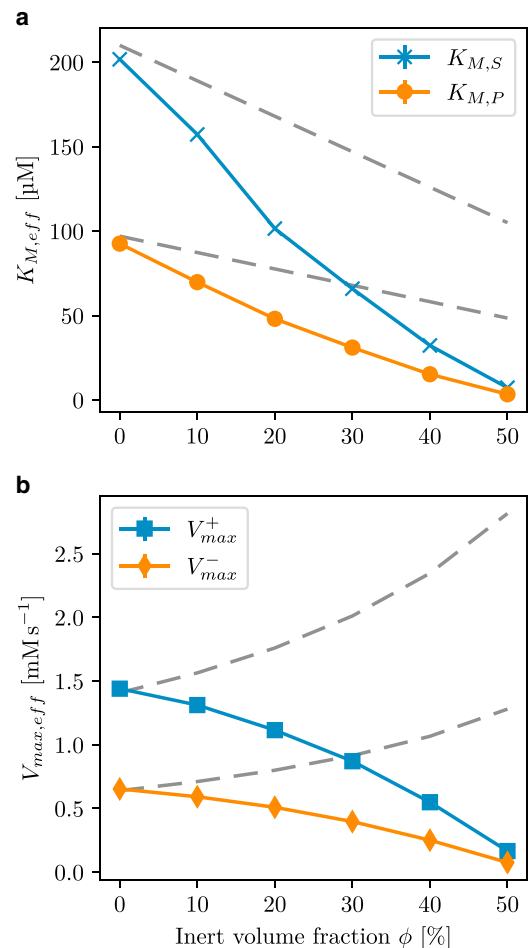 a
200
150
100
50
0
K_{M,eff} [µM]
K_{M,S}
K_{M,P}
0 10 20 30 40 50
b
2.5
2.0
1.5
1.0
0.5
0.0
V_{max,eff} [mM s^{−1}]
V_{max}^{+}
V_{max}^{−}
0 10 20 30 40 50
Inert volume fraction ϕ [%]